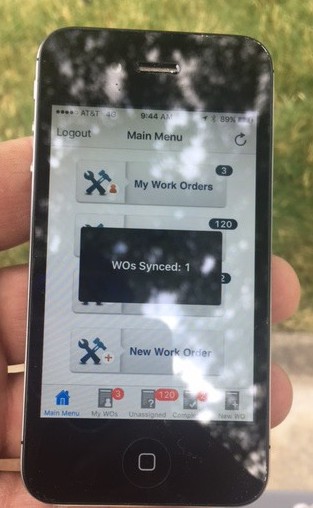 AT&T 4G 9:44 AM 89%
Logout Main Menu
3
My Work Orders
120
WOs Synced: 1
2
New Work Order
3 120
Main Menu My WOs Unassigned New WO